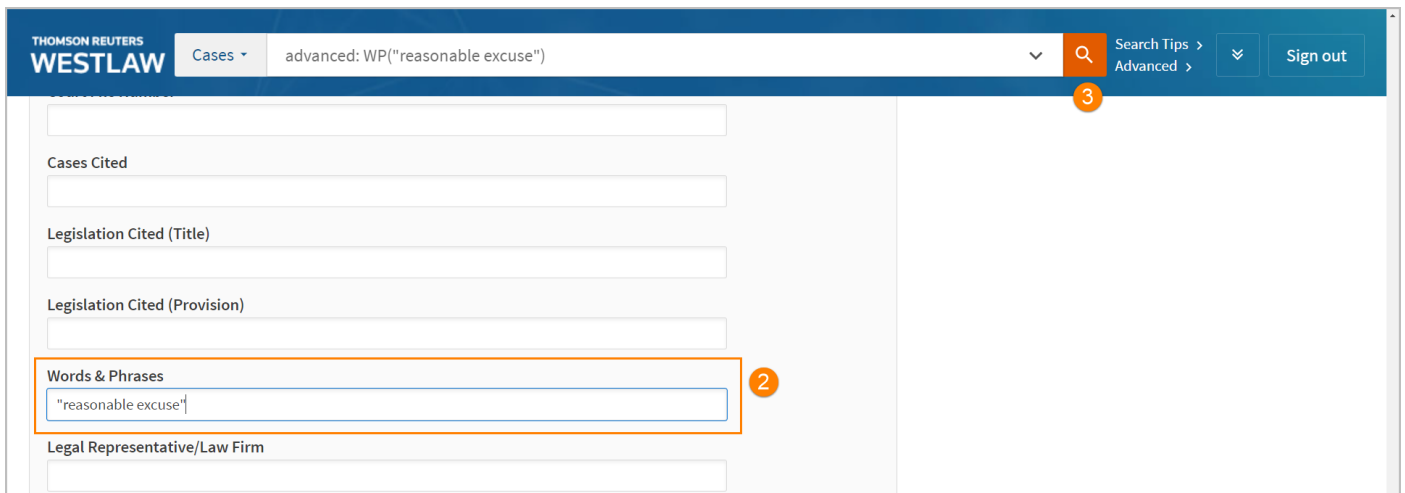 THOMSON REUTERS
WESTLAW
Cases
advanced: WP("reasonable excuse")
Search Tips >
Advanced >
Sign out
3
Cases Cited
Legislation Cited (Title)
Legislation Cited (Provision)
Words & Phrases
"reasonable excuse"
2
Legal Representative/Law Firm